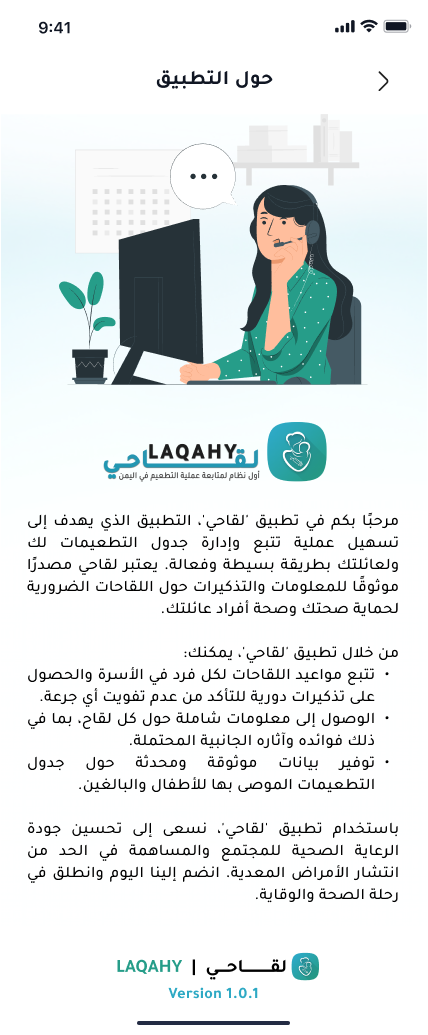 9:41
حول التطبيق
لقـــاحي
LAQAHY
أول نظام لمتابعة عملية التطعيم في اليمن
مرحبًا بكم في تطبيق 'لقاحي'، التطبيق الذي يهدف إلى
تسهيل عملية تتبع وإدارة جدول التطعيمات لك
ولعائلتك بطريقة بسيطة وفعالة. يعتبر لقاحي مصدرًا
موثوقًا للمعلومات والتذكيرات حول اللقاحات الضرورية
لحماية صحتك وصحة أفراد عائلتك.
من خلال تطبيق 'لقاحي'، يمكنك:
• تتبع مواعيد اللقاحات لكل فرد في الأسرة والحصول
على تذكيرات دورية للتأكد من عدم تفويت أي جرعة.
• الوصول إلى معلومات شاملة حول كل لقاح، بما في
ذلك فوائده وآثاره الجانبية المحتملة.
• توفير بيانات موثوقة ومحدثة حول جدول
التطعيمات الموصى بها للأطفال والبالغين.
باستخدام تطبيق 'لقاحي'، نسعى إلى تحسين جودة
الرعاية الصحية للمجتمع والمساهمة في الحد من
انتشار الأمراض المعدية. انضم إلينا اليوم وانطلق في
رحلة الصحة والوقاية.
لقـــاحــي | LAQAHY
Version 1.0.1